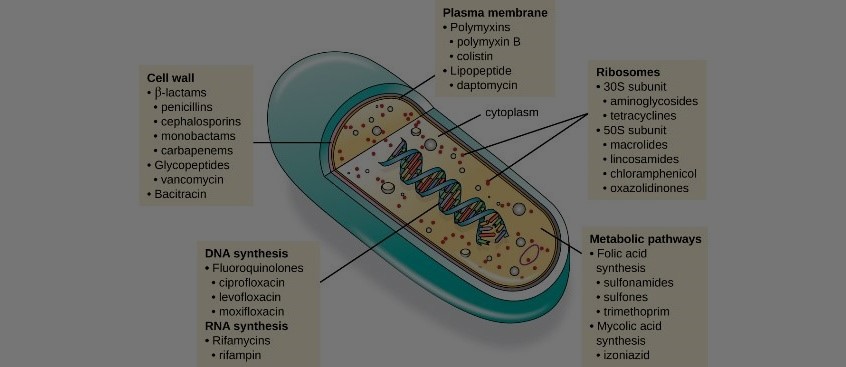 Plasma membrane
• Polymyxins
• polymyxin B
• colistin
• Lipopeptide
• daptomycin
Cell wall
• β-lactams
• penicillins
• cephalosporins
• monobactams
• carbapenems
• Glycopeptides
• vancomycin
• Bacitracin
Ribosomes
• 30S subunit
• aminoglycosides
• tetracyclines
• 50S subunit
• macrolides
• lincosamides
• chloramphenicol
• oxazolidinones
cytoplasm
DNA synthesis
• Fluoroquinolones
• ciprofloxacin
• levofloxacin
• moxifloxacin
RNA synthesis
• Rifamycins
• rifampin
Metabolic pathways
• Folic acid
synthesis
• sulfonamides
• sulfones
• trimethoprim
• Mycolic acid
synthesis
• izoniazid